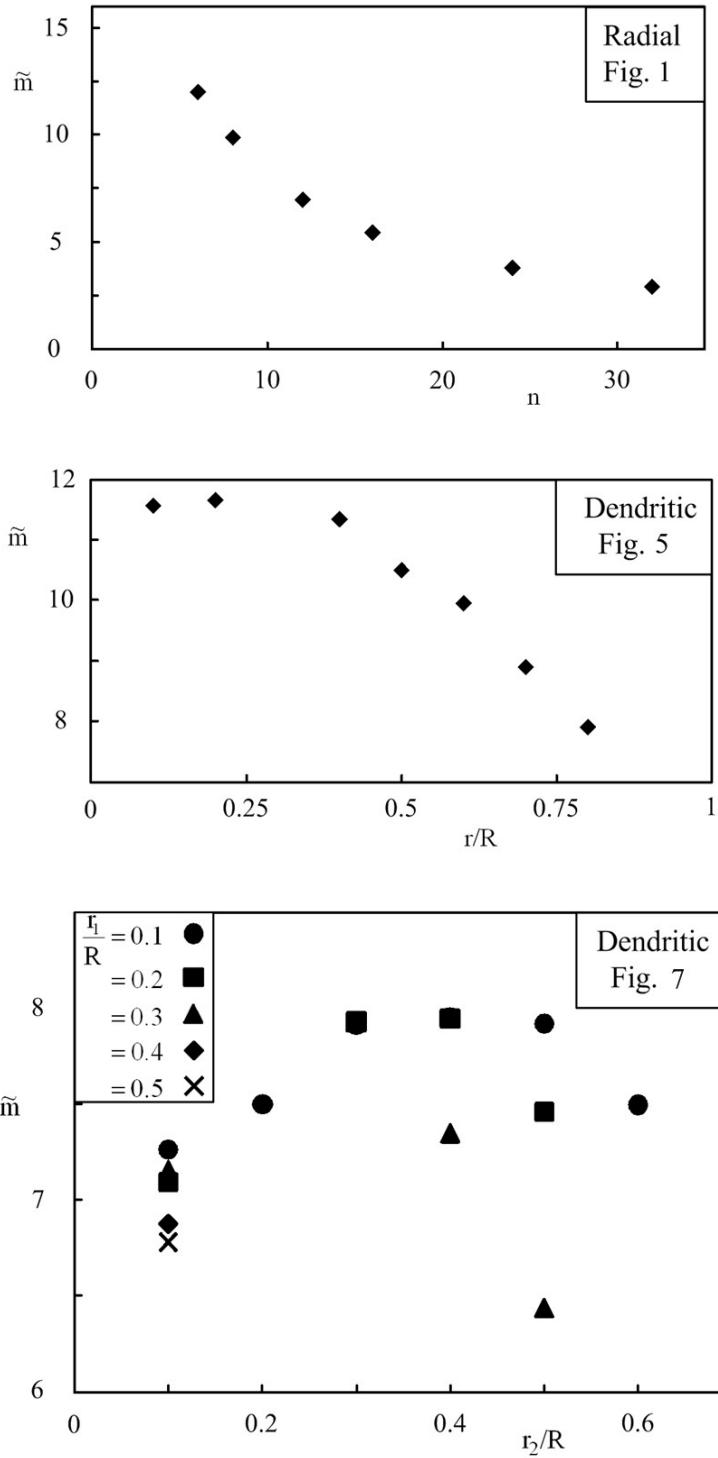 15
m̃
10
5
0
Radial
Fig. 1
0
10
20
30
n
12
m̃
10
8
Dendritic
Fig. 5
0
0.25
0.5
0.75
1
r/R
r₁/R = 0.1
= 0.2
= 0.3
= 0.4
= 0.5
Dendritic
Fig. 7
8
m̃
7
6
0
0.2
0.4
0.6
r₂/R